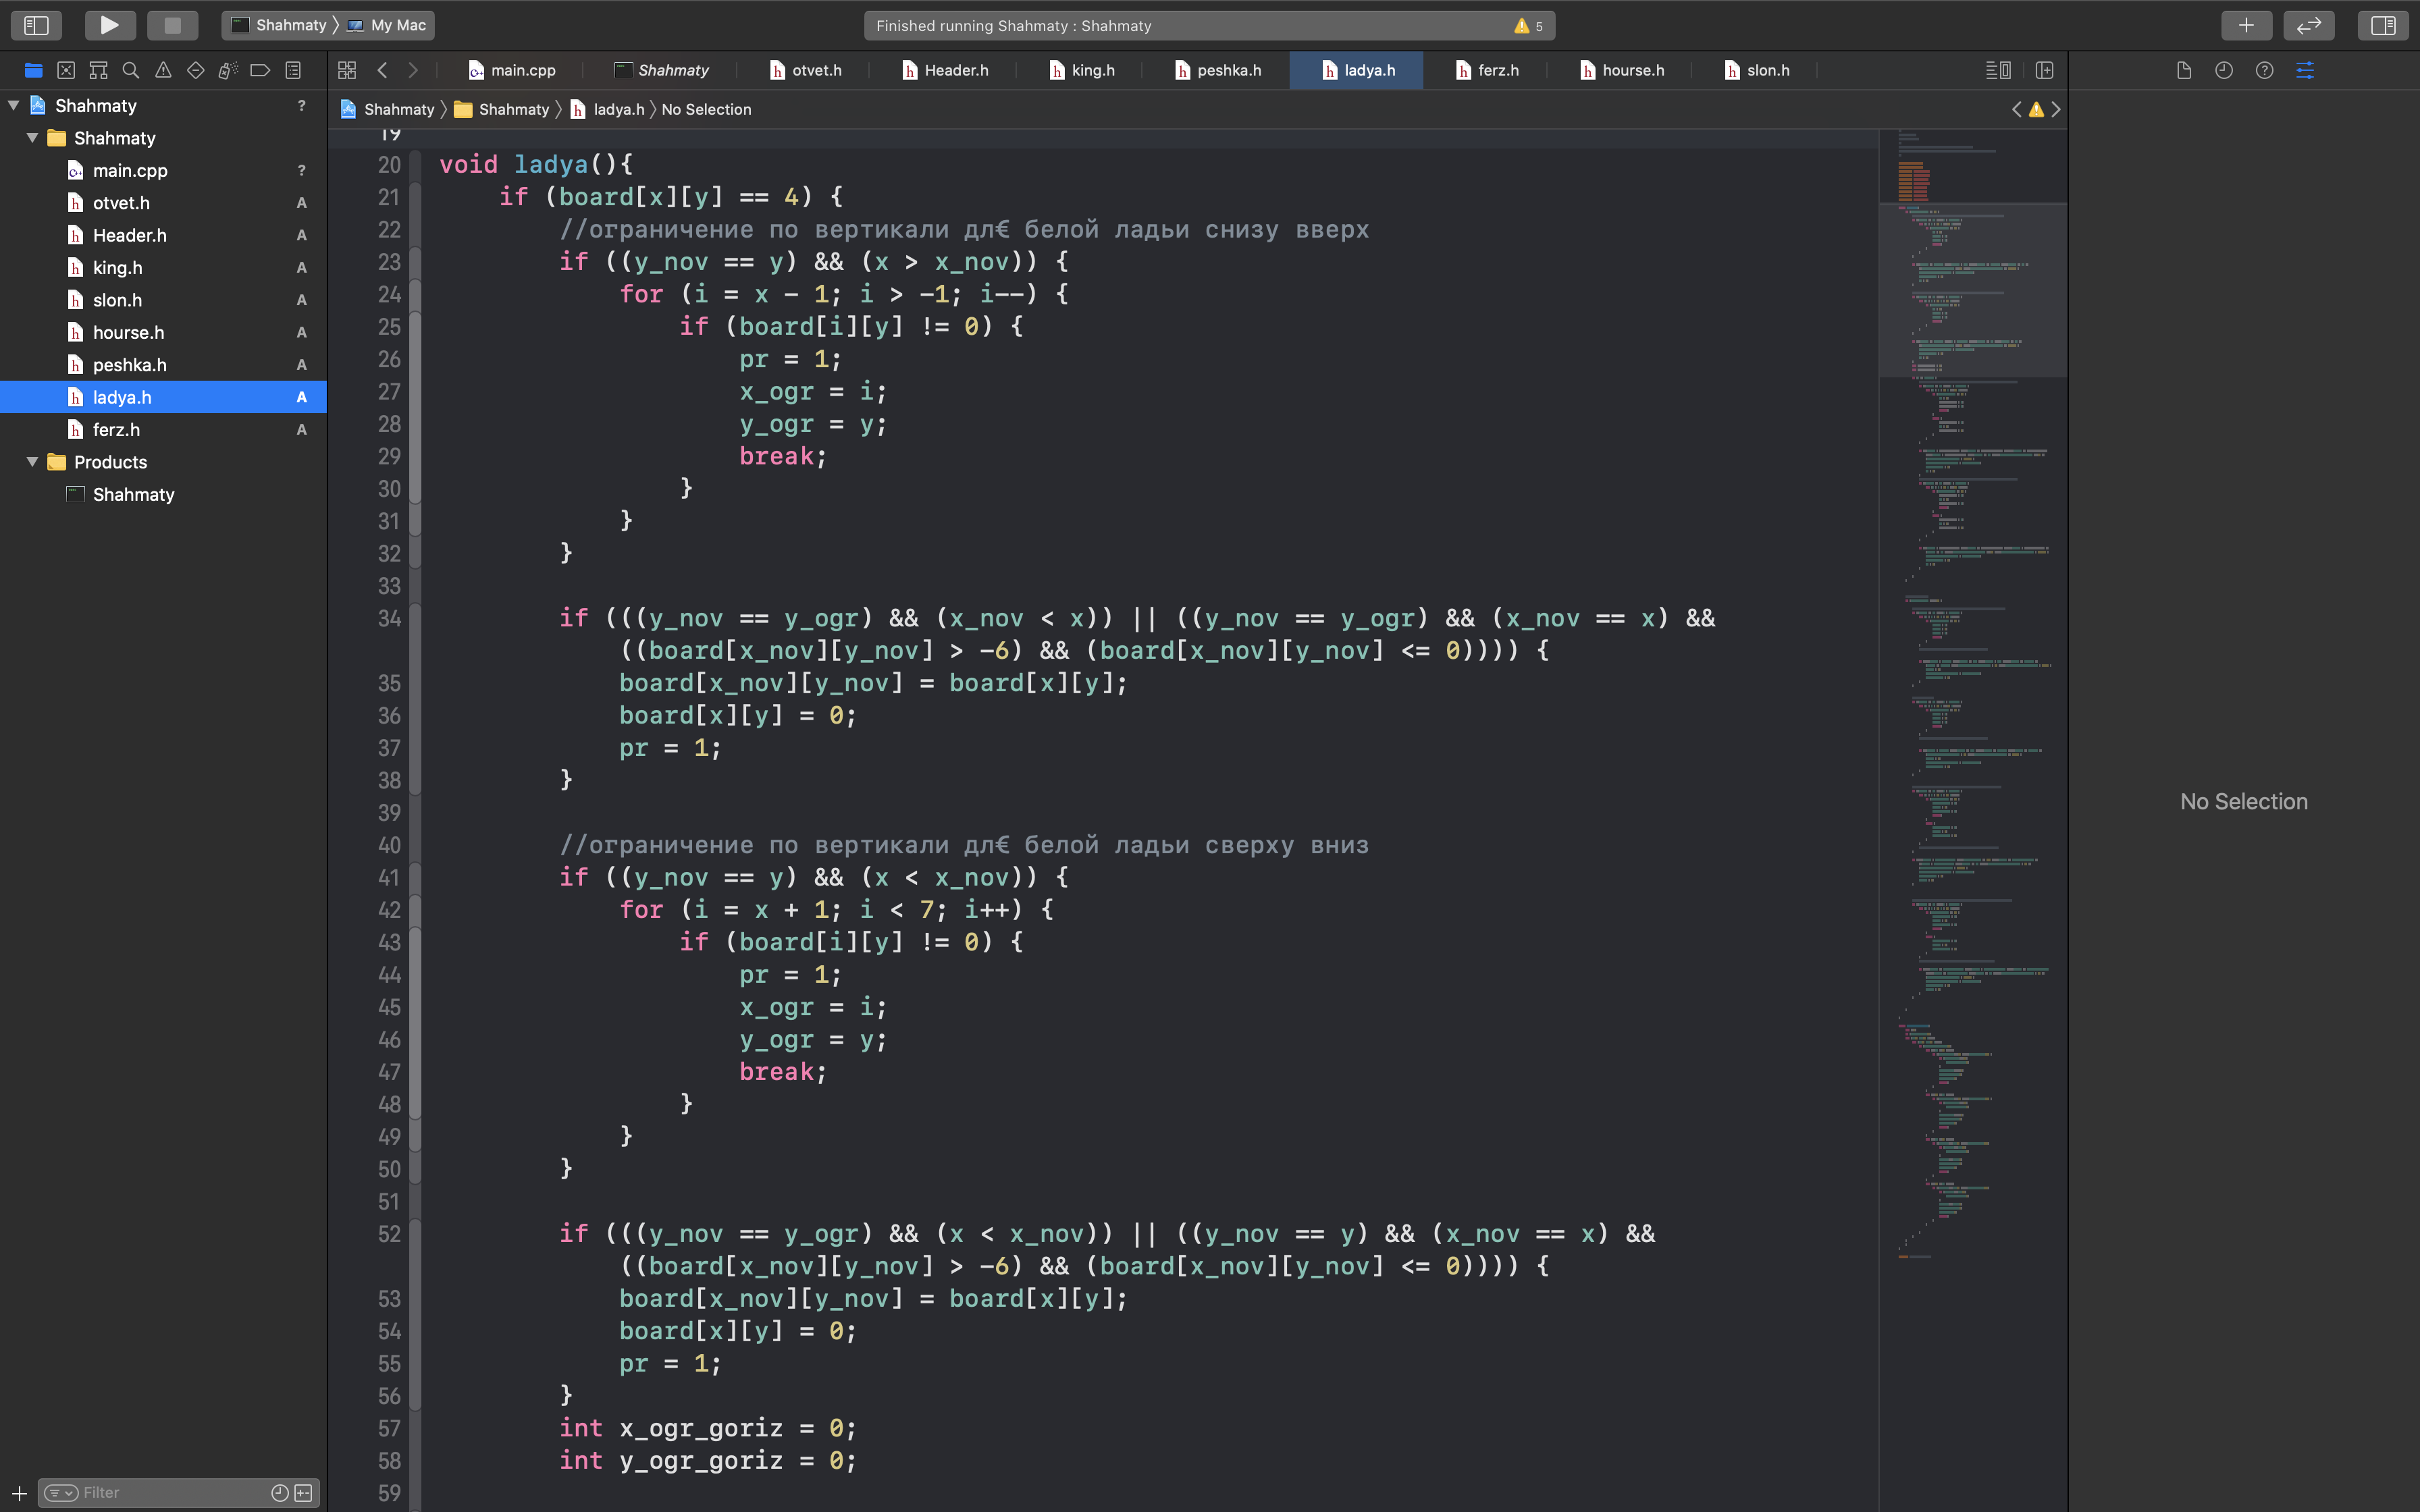 Shahmaty 〉 My Mac
Finished running Shahmaty : Shahmaty
5
main.cpp
Shahmaty
otvet.h
Header.h
king.h
peshka.h
ladya.h
ferz.h
hourse.h
slon.h
Shahmaty ?
Shahmaty
main.cpp ?
otvet.h A
Header.h A
king.h A
slon.h A
hourse.h A
peshka.h A
ladya.h A
ferz.h A
Products
Shahmaty
Filter
Shahmaty 〉 Shahmaty 〉 ladya.h 〉 No Selection
19
20 void ladya(){
21 if (board[x][y] == 4) {
22 //ограничение по вертикали дл€ белой ладьи снизу вверх
23 if ((y_nov == y) && (x > x_nov)) {
24 for (i = x - 1; i > -1; i--) {
25 if (board[i][y] != 0) {
26 pr = 1;
27 x_ogr = i;
28 y_ogr = y;
29 break;
30 }
31 }
32 }
33
34 if (((y_nov == y_ogr) && (x_nov < x)) || ((y_nov == y_ogr) && (x_nov == x) &&
((board[x_nov][y_nov] > -6) && (board[x_nov][y_nov] <= 0)))) {
35 board[x_nov][y_nov] = board[x][y];
36 board[x][y] = 0;
37 pr = 1;
38 }
39
40 //ограничение по вертикали дл€ белой ладьи сверху вниз
41 if ((y_nov == y) && (x < x_nov)) {
42 for (i = x + 1; i < 7; i++) {
43 if (board[i][y] != 0) {
44 pr = 1;
45 x_ogr = i;
46 y_ogr = y;
47 break;
48 }
49 }
50 }
51
52 if (((y_nov == y_ogr) && (x < x_nov)) || ((y_nov == y) && (x_nov == x) &&
((board[x_nov][y_nov] > -6) && (board[x_nov][y_nov] <= 0)))) {
53 board[x_nov][y_nov] = board[x][y];
54 board[x][y] = 0;
55 pr = 1;
56 }
57 int x_ogr_goriz = 0;
58 int y_ogr_goriz = 0;
59
No Selection